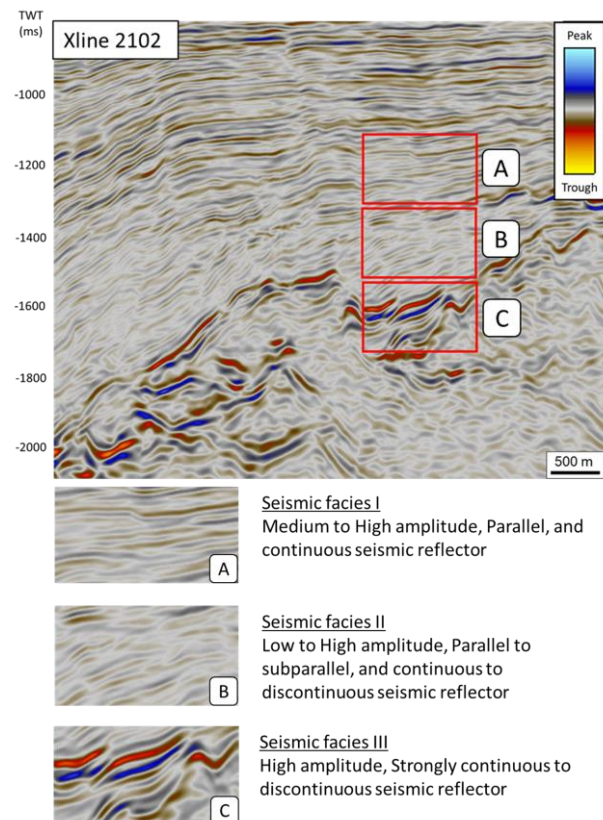 TWT
(ms)
Xline 2102
Peak
Trough
-1000
-1200
-1400
-1600
-1800
-2000
A
B
C
500 m
A
Seismic facies I
Medium to High amplitude, Parallel, and
continuous seismic reflector
B
Seismic facies II
Low to High amplitude, Parallel to
subparallel, and continuous to
discontinuous seismic reflector
C
Seismic facies III
High amplitude, Strongly continuous to
discontinuous seismic reflector